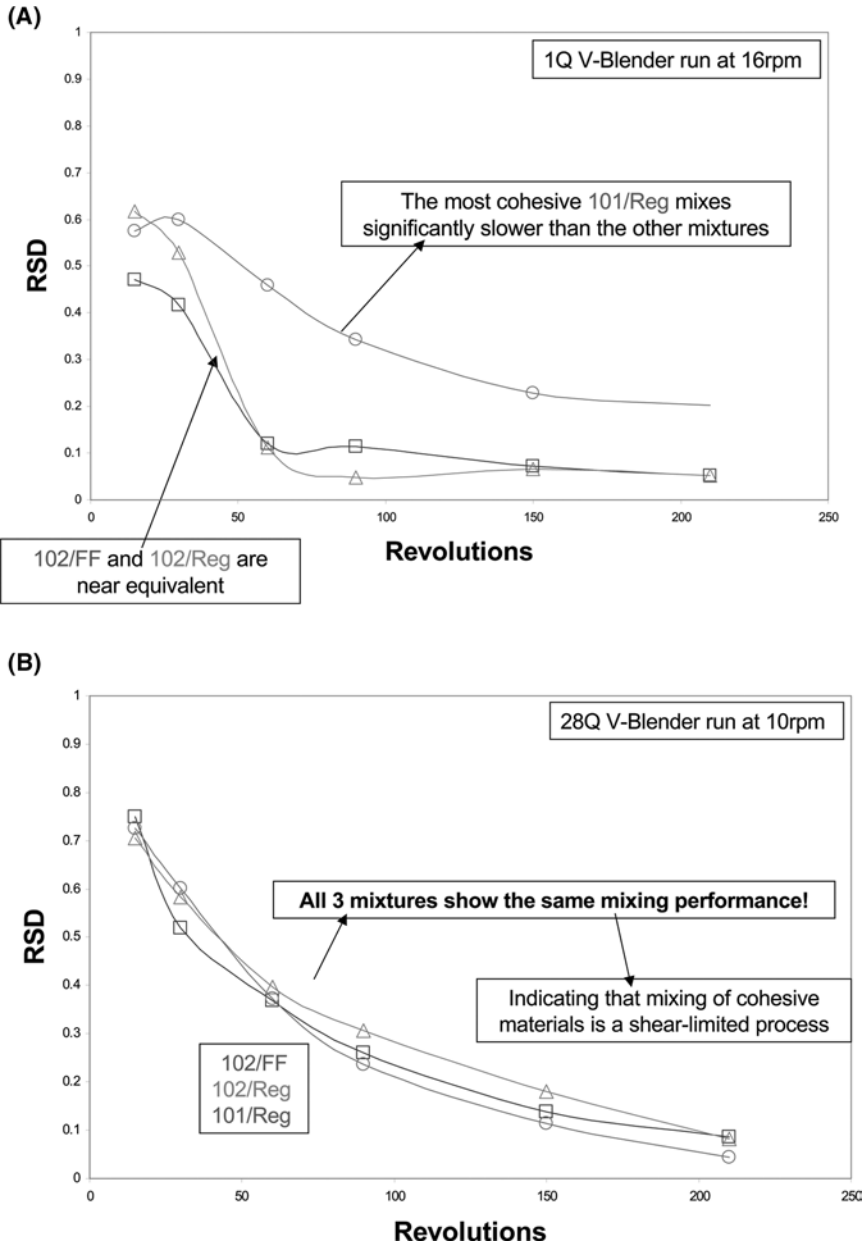 (A)
1Q V-Blender run at 16rpm
1
0.9
0.8
0.7
0.6
0.5
0.4
0.3
0.2
0.1
0
RSD
The most cohesive 101/Reg mixes
significantly slower than the other mixtures
0
50
100
150
200
250
Revolutions
102/FF and 102/Reg are
near equivalent
(B)
28Q V-Blender run at 10rpm
1
0.9
0.8
0.7
0.6
0.5
0.4
0.3
0.2
0.1
0
RSD
All 3 mixtures show the same mixing performance!
Indicating that mixing of cohesive
materials is a shear-limited process
102/FF
102/Reg
101/Reg
0
50
100
150
200
250
Revolutions